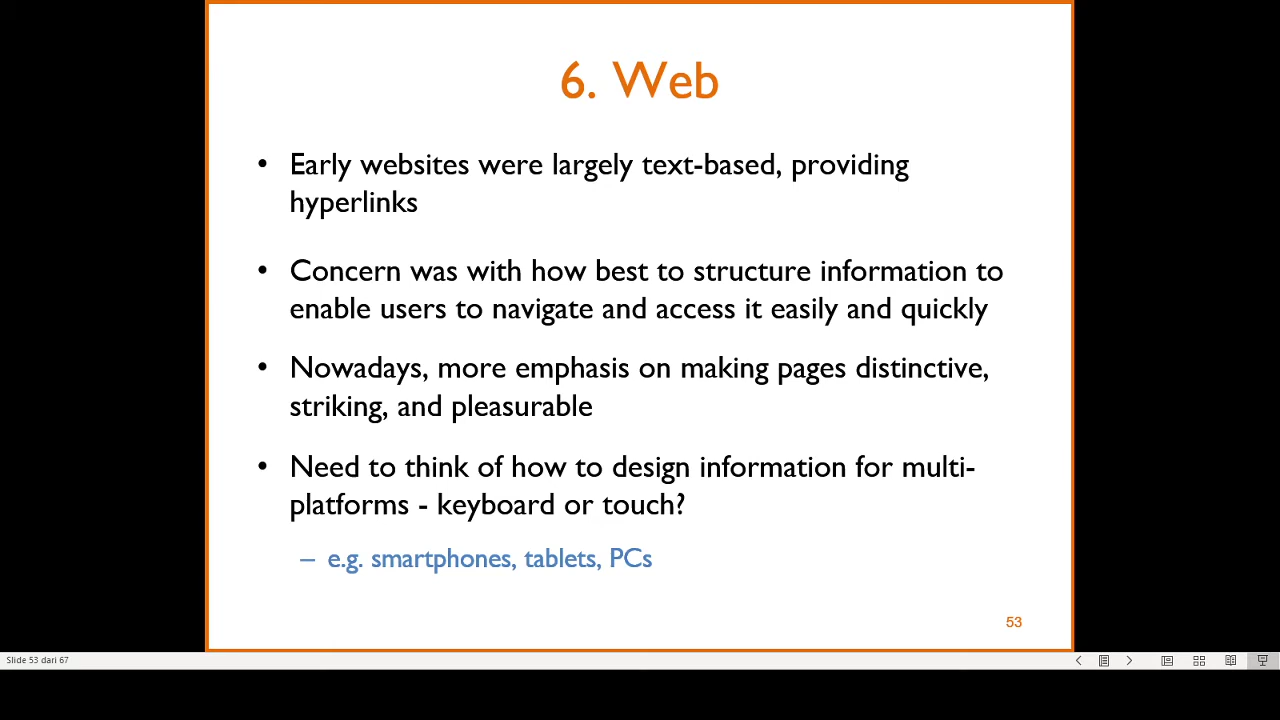 6. Web
• Early websites were largely text-based, providing
hyperlinks
• Concern was with how best to structure information to
enable users to navigate and access it easily and quickly
• Nowadays, more emphasis on making pages distinctive,
striking, and pleasurable
• Need to think of how to design information for multi-
platforms - keyboard or touch?
– e.g. smartphones, tablets, PCs
53
Slide 53 dari 67